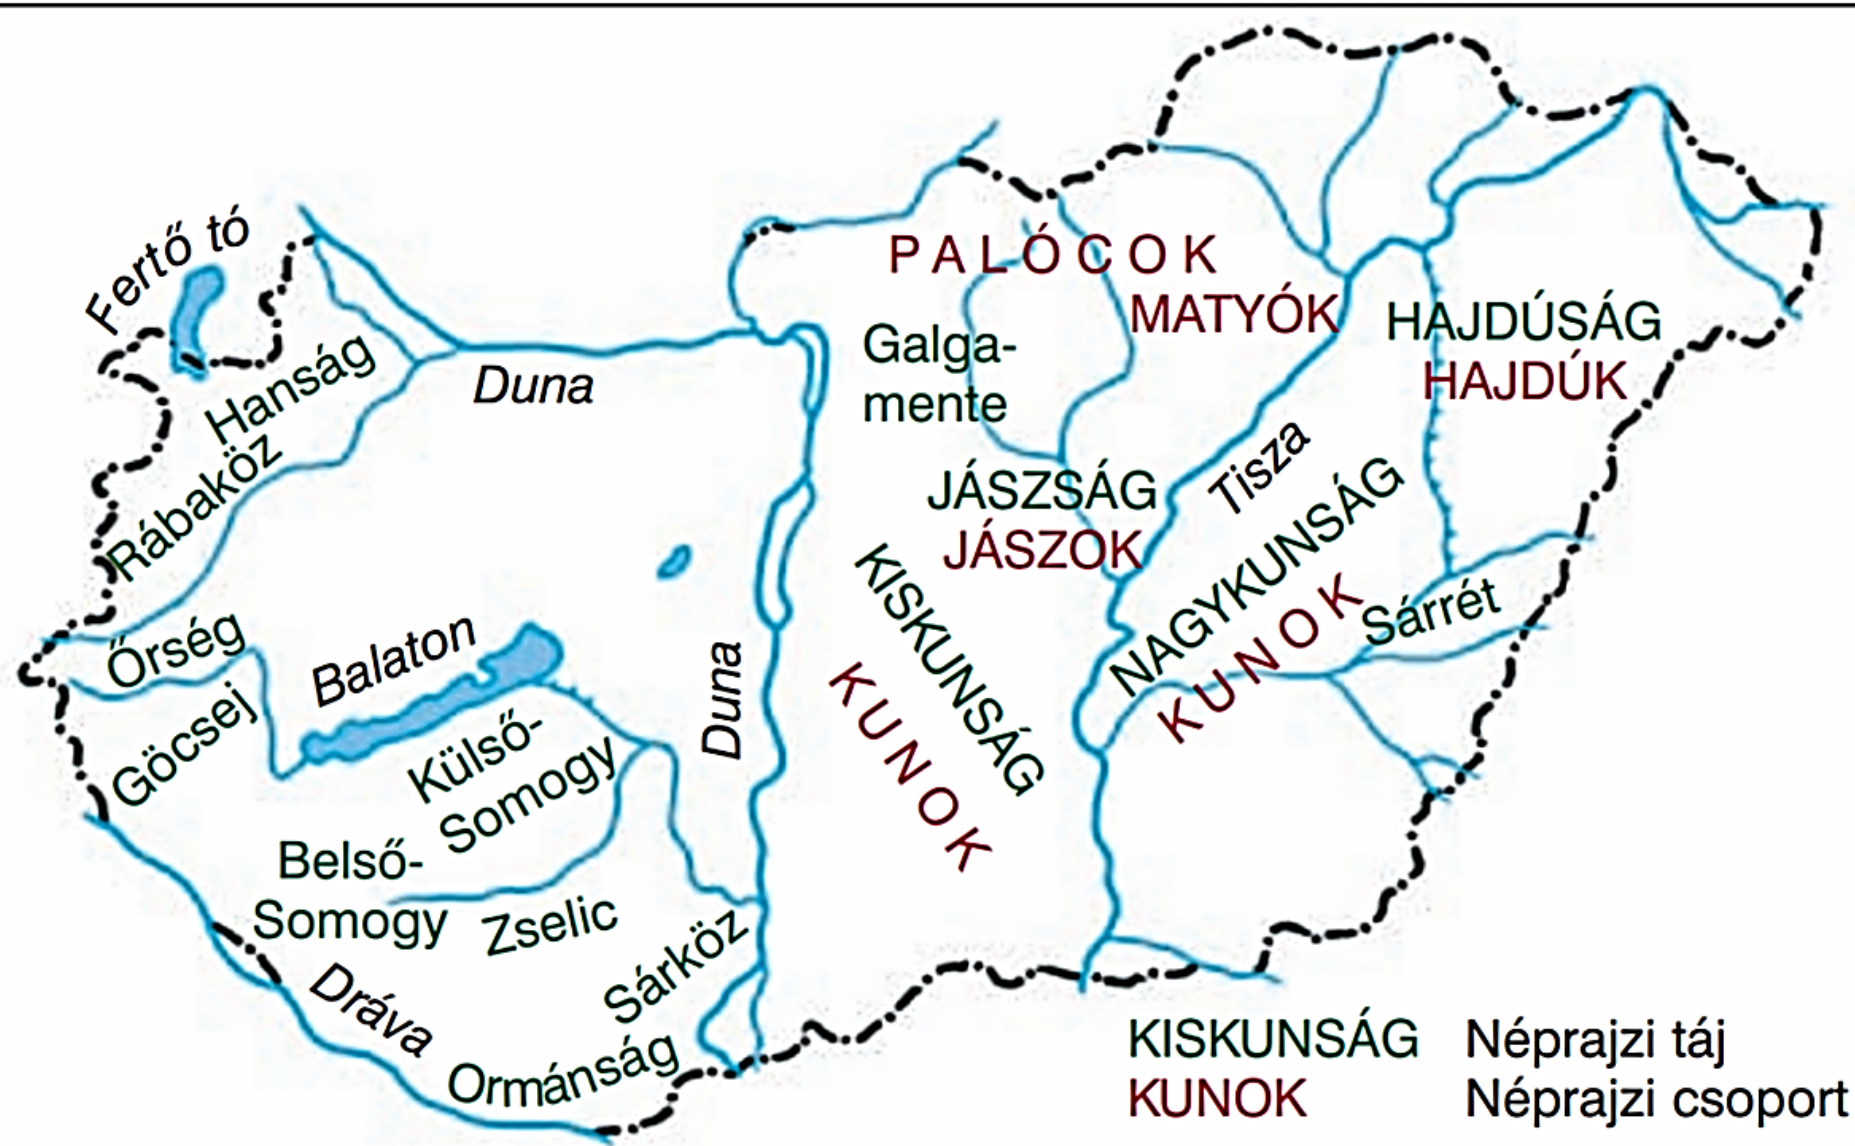 Fertő tó
Hanság
Rábaköz
Duna
Őrség
Göcsej
Balaton
Külső-
Somogy
Belső-
Somogy
Zselic
Sárköz
Dráva
Ormánság
Duna
PALÓCOK
MATYÓK
Galga-
mente
JÁSZSÁG
JÁSZOK
KISKUNSÁG
KUNOK
Tisza
HAJDÚSÁG
HAJDÚK
NAGYKUNSÁG
KUNOK
Sárrét
KISKUNSÁG Néprajzi táj
KUNOK Néprajzi csoport